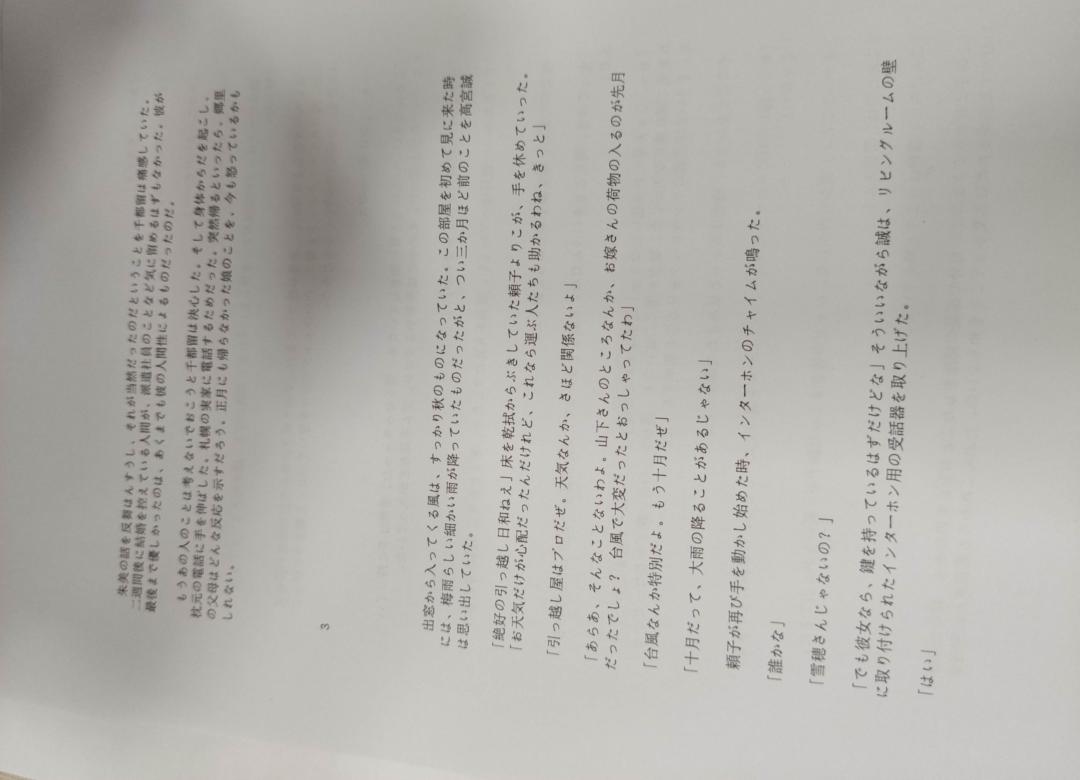 朱美の話を反芻はんすうし、それが当然だったのだということを千都留は痛感していた。
二週間後に結婚を控えている人間が、派遣社員のことなど気に留めるはずもなかった。彼が
最後まで優しかったのは、あくまでも彼の人間性によるものだったのだ。
もうあの人のことは考えないでおこうと千都留は決心した。そして身体からだを起こし、
枕元の電話に手を伸ばした。札幌の実家に電話するためだった。突然帰るといったら、郷里
の父母はどんな反応を示すだろう。正月にも帰らなかった娘のことを、今も怒っているかも
しれない。
3
出窓から入ってくる風は、すっかり秋のものになっていた。この部屋を初めて見に来た時
には、梅雨らしい細かい雨が降っていたものだったがと、つい三か月ほど前のことを高宮誠
は思い出していた。
「絶好の引っ越し日和ねえ」床を乾拭からぶきしていた頼子よりこが、手を休めていった。
「お天気だけが心配だったんだけれど、これなら運ぶ人たちも助かるわね、きっと」
「引っ越し屋はプロだぜ。天気なんか、さほど関係ないよ」
「あらあ、そんなことないわよ。山下さんのところなんか、お嫁さんの荷物の入るのが先月
だったでしょ？　台風で大変だったとおっしゃってたわ」
「台風なんか特別だよ。もう十月だぜ」
「十月だって、大雨の降ることがあるじゃない」
頼子が再び手を動かし始めた時、インターホンのチャイムが鳴った。
「誰かな」
「雪穂さんじゃないの？」
「でも彼女なら、鍵を持っているはずだけどな」そういいながら誠は、リビングルームの壁
に取り付けられたインターホン用の受話器を取り上げた。
「はい」